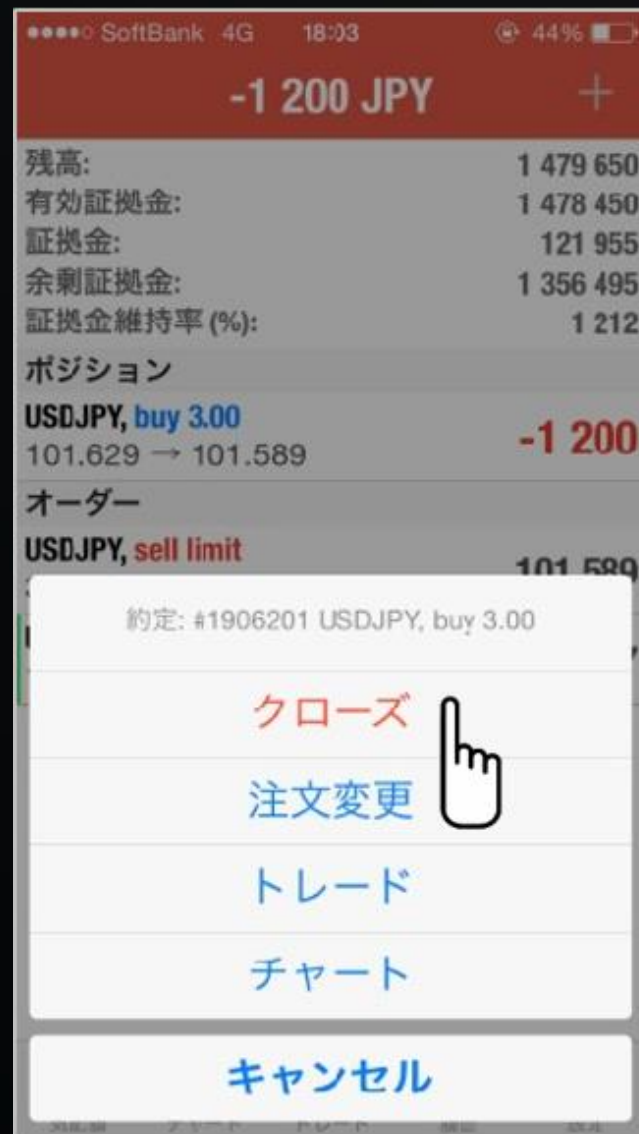 SoftBank 4G 18:03 44%
-1 200 JPY +
残高: 1 479 650
有効証拠金: 1 478 450
証拠金: 121 955
余剰証拠金: 1 356 495
証拠金維持率 (%): 1 212
ポジション
USDJPY, buy 3.00
101.629 → 101.589
-1 200
オーダー
USDJPY, sell limit
101 589
約定: #1906201 USDJPY, buy 3.00
クローズ
注文変更
トレード
チャート
キャンセル